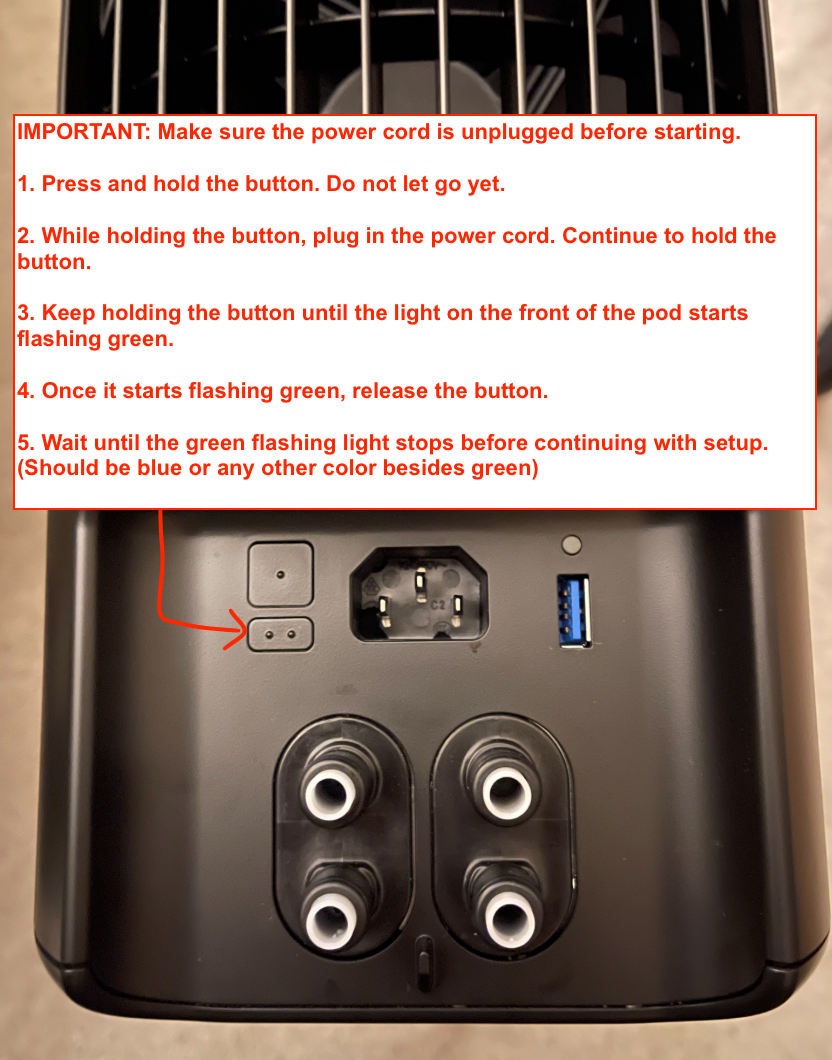 IMPORTANT: Make sure the power cord is unplugged before starting.
1. Press and hold the button. Do not let go yet.
2. While holding the button, plug in the power cord. Continue to hold the
button.
3. Keep holding the button until the light on the front of the pod starts
flashing green.
4. Once it starts flashing green, release the button.
5. Wait until the green flashing light stops before continuing with setup.
(Should be blue or any other color besides green)
C2